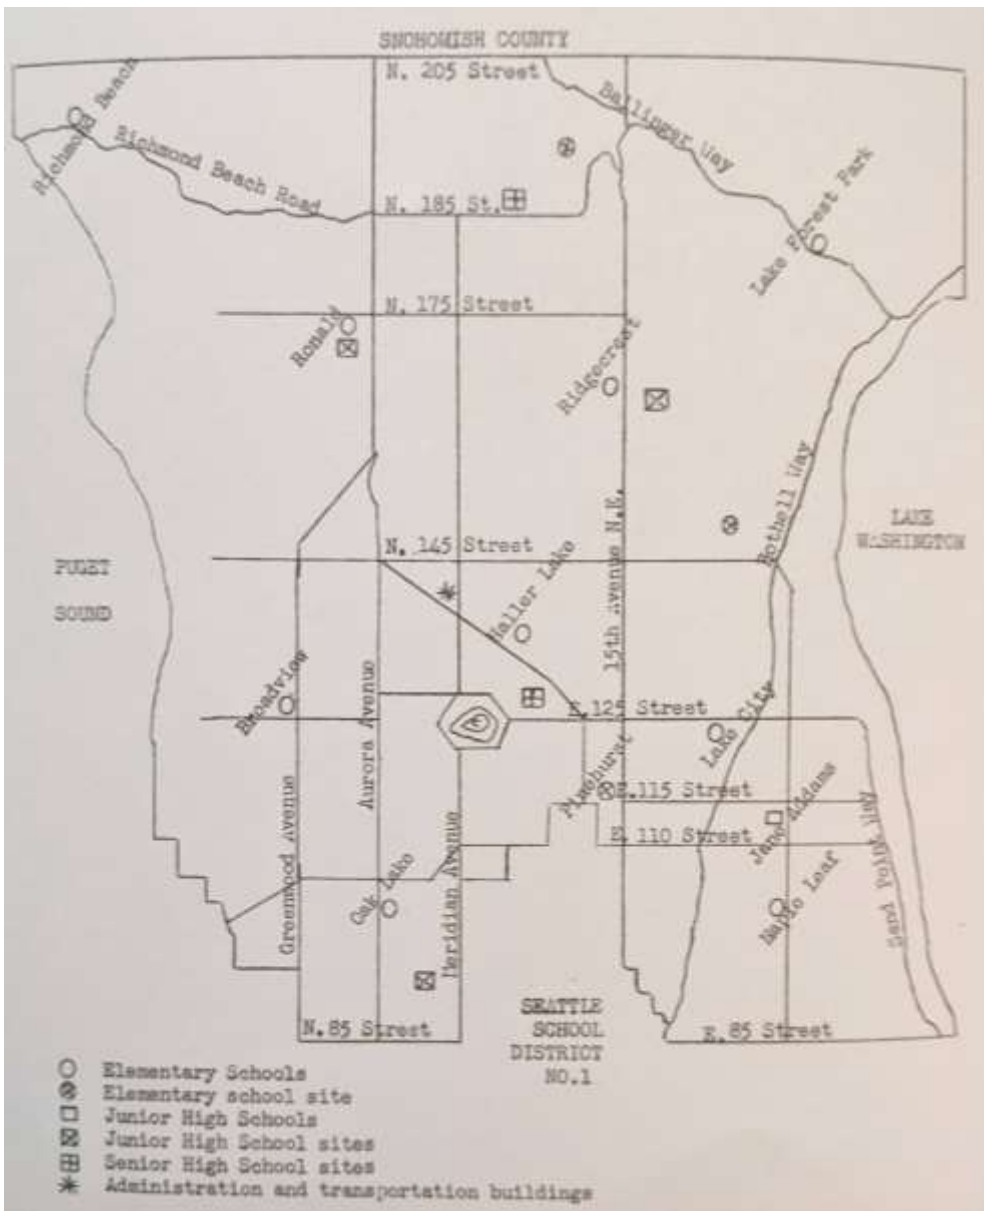 SNOHOMISH COUNTY
N. 205 Street
Richmond Beach
Richmond Beach Road
Ballinger Way
Lake Forest Park
N. 185 St.
N. 175 Street
Ronald
Ridgecrest
Bothell Way
LAKE
WASHINGTON
15th Avenue N.E.
N. 145 Street
PUGET
SOUND
Haller Lake
Broadview
Aurora Avenue
E. 125 Street
Lake City
Pinehurst
E. 115 Street
Jane Addams
E. 110 Street
Greenwood Avenue
Oak Lake
Meridian Avenue
Maple Leaf
Sand Point Way
N. 85 Street
SEATTLE
SCHOOL
DISTRICT
NO.1
E. 85 Street
Elementary Schools
Elementary school site
Junior High Schools
Junior High School sites
Senior High School sites
Administration and transportation buildings